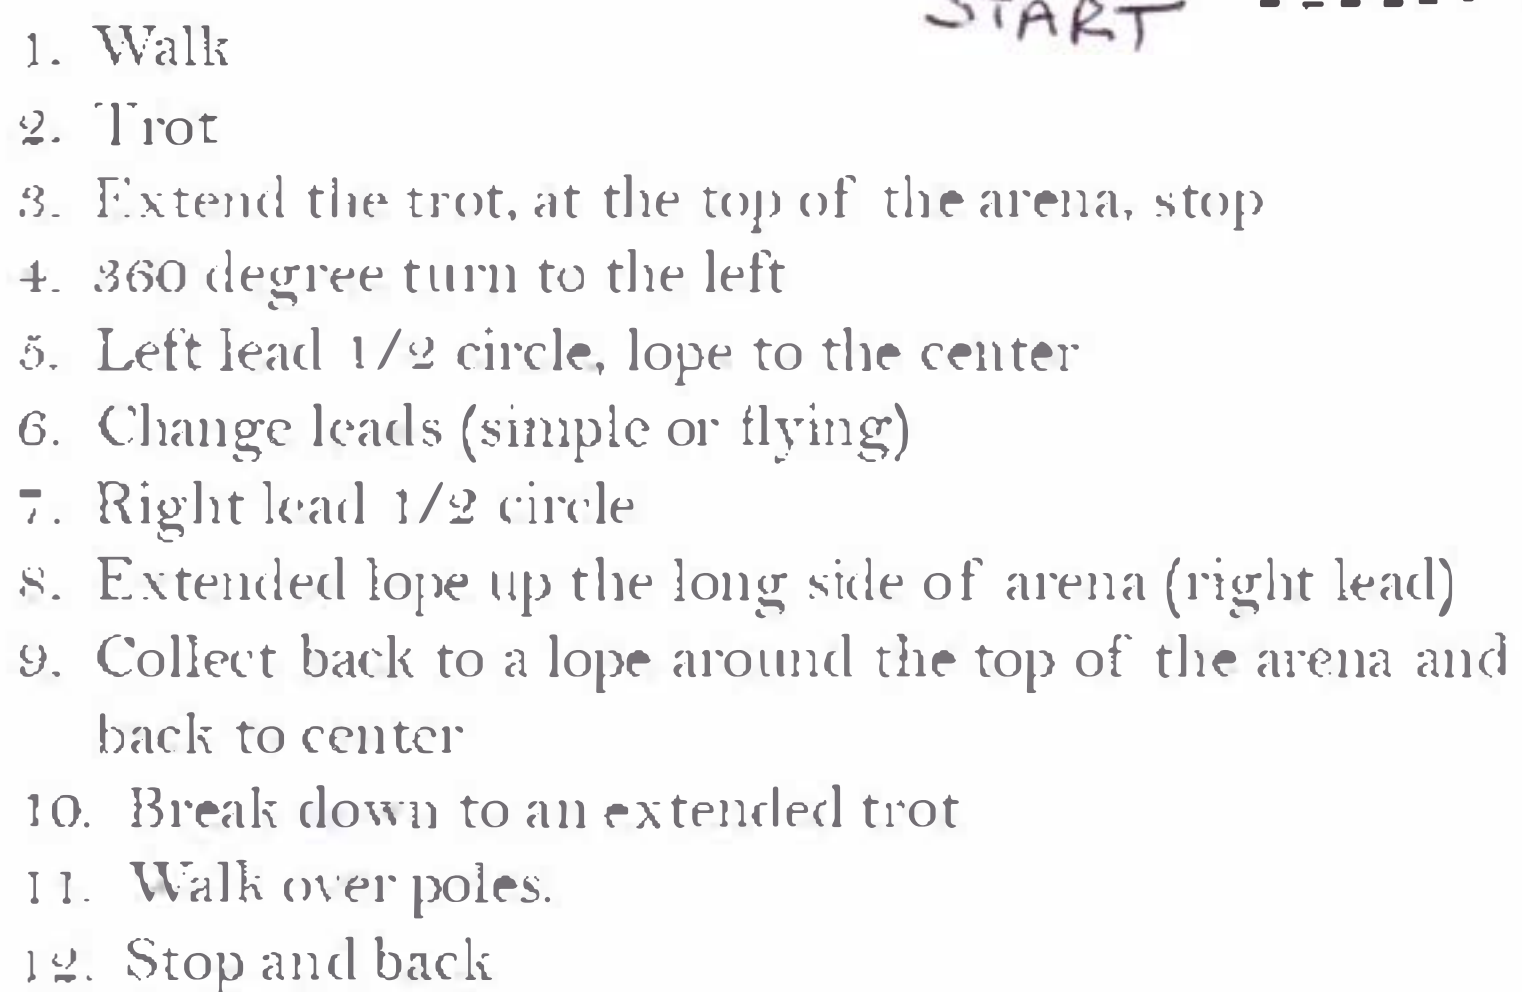 START
1. Walk
2. Trot
3. Extend the trot, at the top of the arena, stop
4. 360 degree turn to the left
5. Left lead 1/2 circle, lope to the center
6. Change leads (simple or flying)
7. Right lead 1/2 circle
8. Extended lope up the long side of arena (right lead)
9. Collect back to a lope around the top of the arena and
back to center
10. Break down to an extended trot
11. Walk over poles.
12. Stop and back